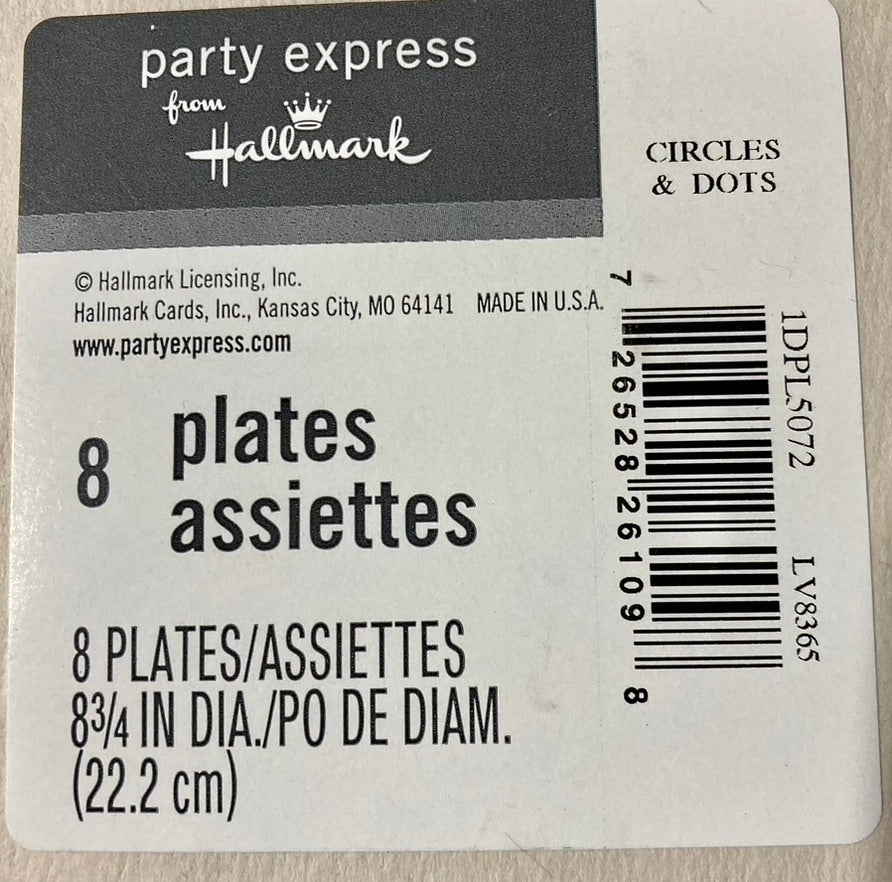 party express
from
Hallmark
CIRCLES
& DOTS
© Hallmark Licensing, Inc.
Hallmark Cards, Inc., Kansas City, MO 64141 MADE IN U.S.A.
www.partyexpress.com
8 plates
assiettes
8 PLATES/ASSIETTES
8¾ IN DIA./PO DE DIAM.
(22.2 cm)
7 26528 26109 8
1DPL5072 LV8365